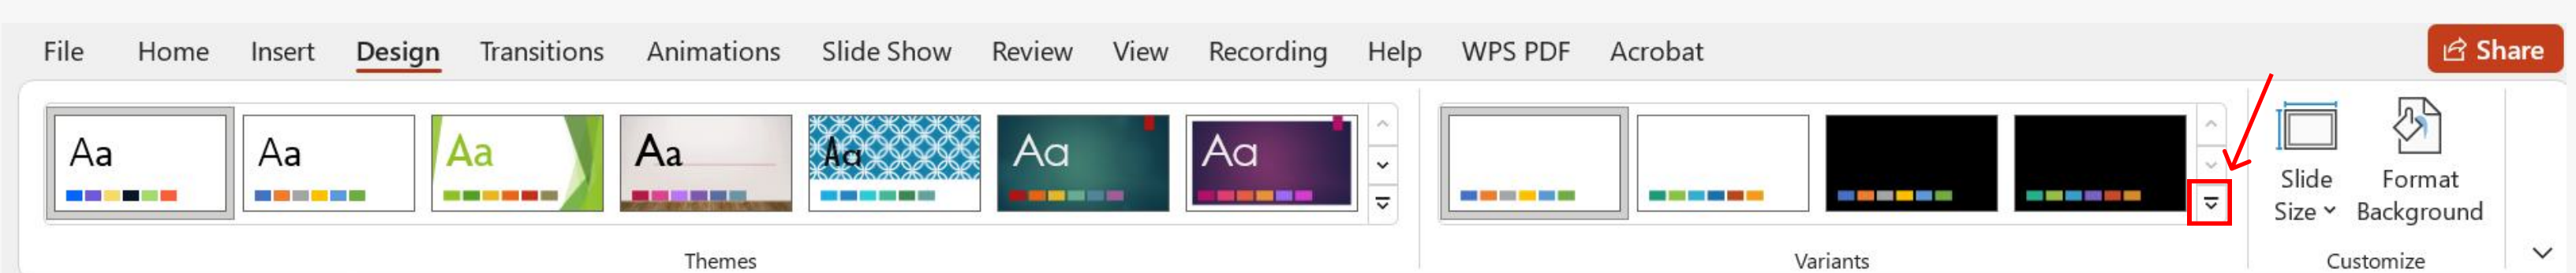 File Home Insert Design Transitions Animations Slide Show Review View Recording Help WPS PDF Acrobat Share
Aa Aa Aa Aa Aa Aa Aa
Slide Size
Format Background
Themes Variants Customize